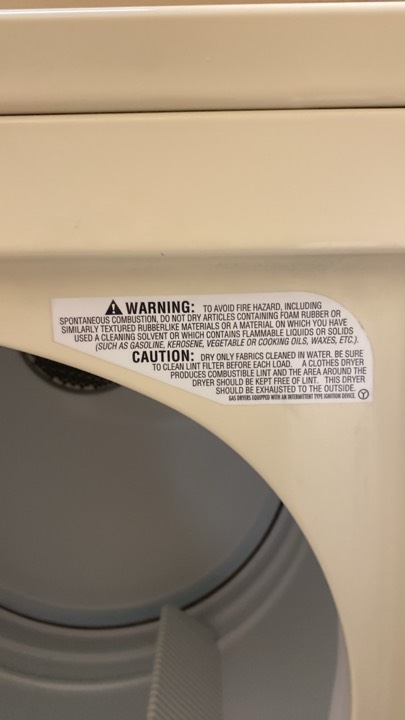 WARNING: TO AVOID FIRE HAZARD, INCLUDING
SPONTANEOUS COMBUSTION, DO NOT DRY ARTICLES CONTAINING FOAM RUBBER OR
SIMILARLY TEXTURED RUBBERLIKE MATERIALS OR A MATERIAL ON WHICH YOU HAVE
USED A CLEANING SOLVENT OR WHICH CONTAINS FLAMMABLE LIQUIDS OR SOLIDS
(SUCH AS GASOLINE, KEROSENE, VEGETABLE OR COOKING OILS, WAXES, ETC.).
CAUTION: DRY ONLY FABRICS CLEANED IN WATER. BE SURE
TO CLEAN LINT FILTER BEFORE EACH LOAD. A CLOTHES DRYER
PRODUCES COMBUSTIBLE LINT AND THE AREA AROUND THE
DRYER SHOULD BE KEPT FREE OF LINT. THIS DRYER
SHOULD BE EXHAUSTED TO THE OUTSIDE.
GAS DRYERS EQUIPPED WITH AN INTERMITTENT TYPE IGNITION DEVICE. Y